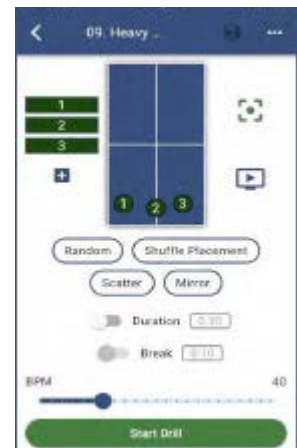 09. Heavy ...
1
2
3
1 2 3
Random
Shuffle Placement
Scatter
Mirror
Duration 0:30
Break 0:10
BPM 40
Start Drill